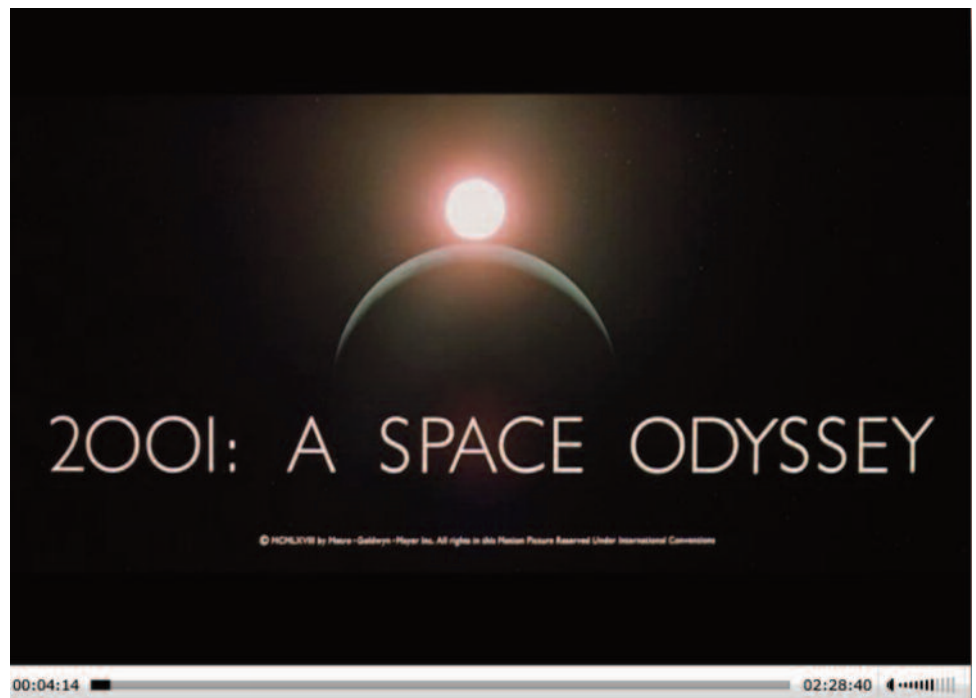 2001: A SPACE ODYSSEY
© MCMLXVIII by Metro-Goldwyn-Mayer Inc. All rights in this Motion Picture Reserved Under International Conventions
00:04:14 02:28:40